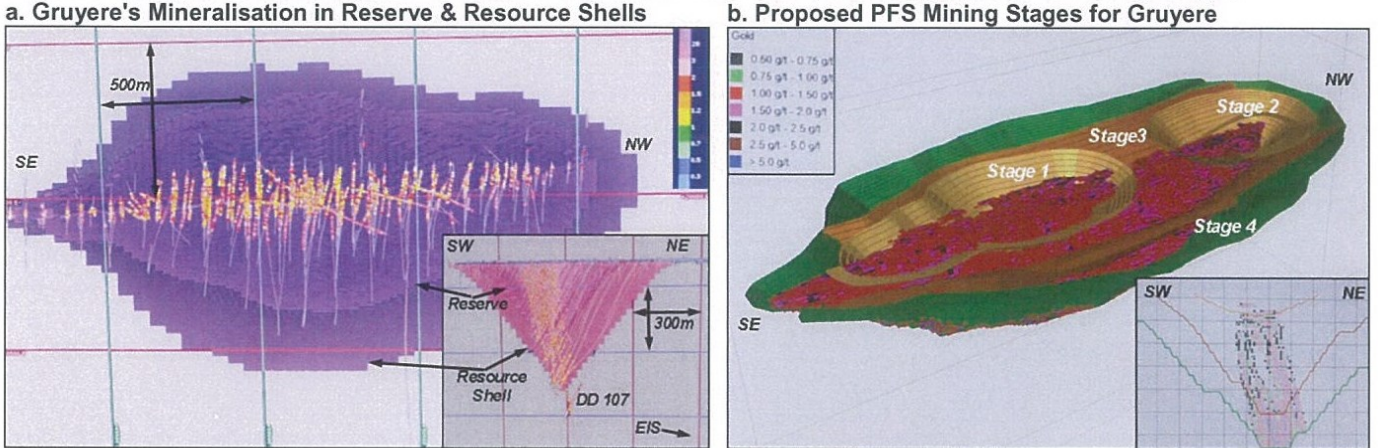 a. Gruyere's Mineralisation in Reserve & Resource Shells
500m
SE
NW
SW
NE
Reserve
300m
Resource
Shell
DD 107
EIS
b. Proposed PFS Mining Stages for Gruyere
Gold
0.50 g/t - 0.75 g/t
0.75 g/t - 1.00 g/t
1.00 g/t - 1.50 g/t
1.50 g/t - 2.0 g/t
2.0 g/t - 2.5 g/t
2.5 g/t - 5.0 g/t
> 5.0 g/t
NW
Stage 2
Stage3
Stage 1
Stage 4
SE
SW
NE